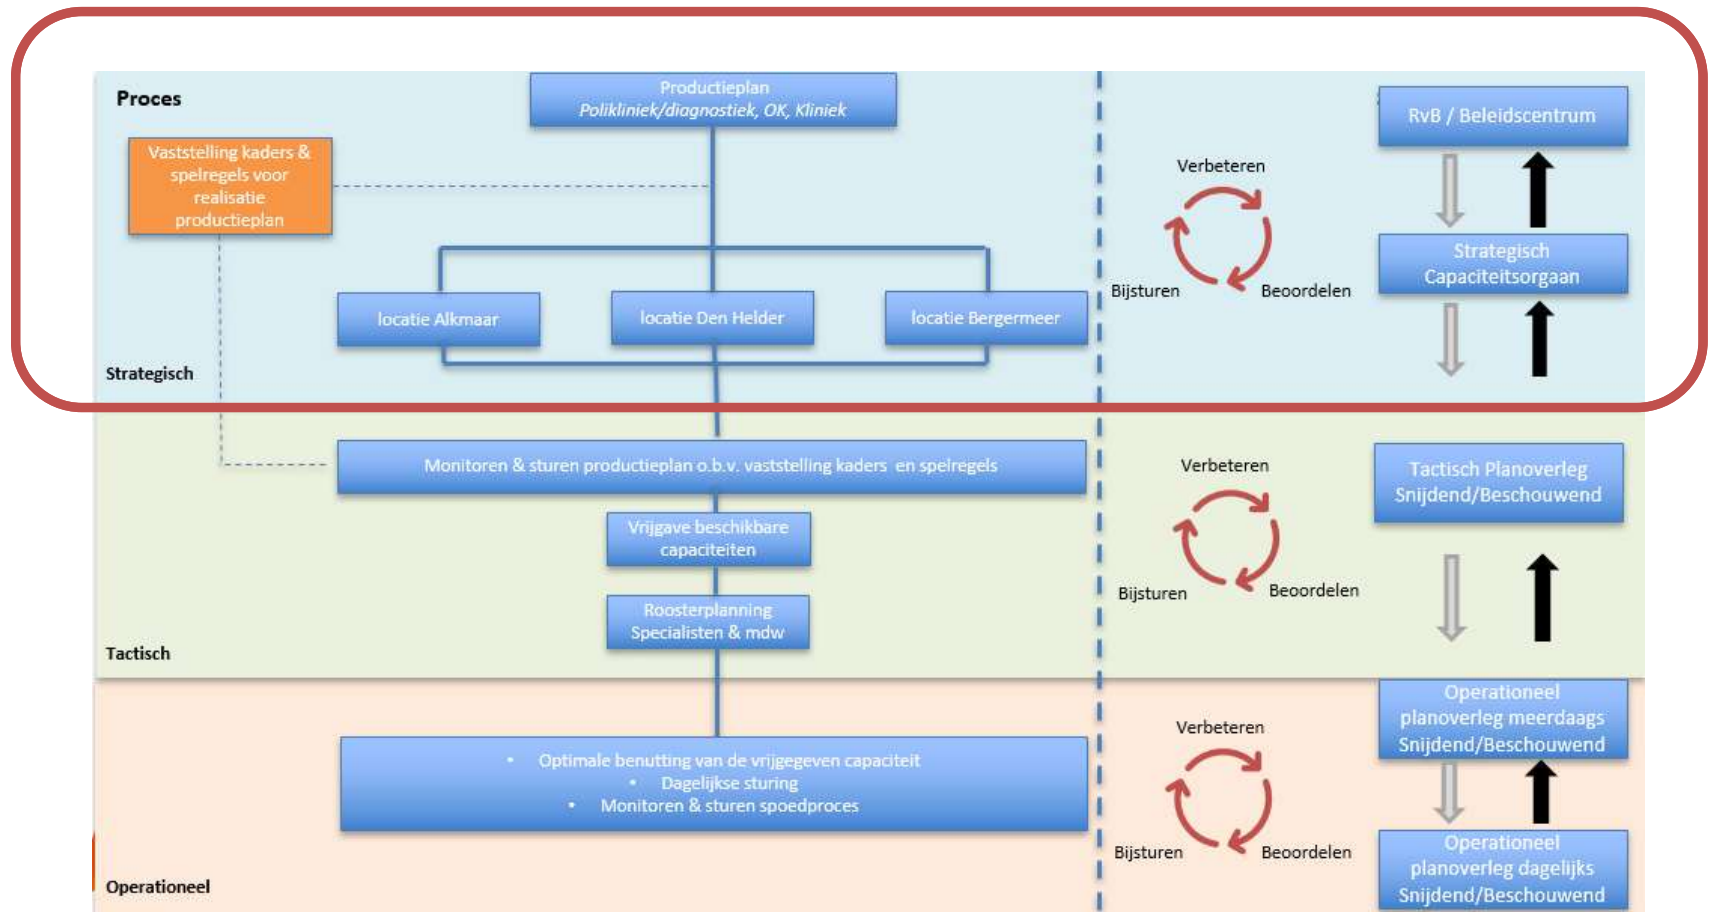 Proces
Productieplan
Polikliniek/diagnostiek, OK, Kliniek
Vaststelling kaders &
spelregels voor
realisatie
productieplan
locatie Alkmaar
locatie Den Helder
locatie Bergermeer
Strategisch
Verbeteren
Bijsturen
Beoordelen
RvB / Beleidscentrum
Strategisch
Capaciteitsorgaan
Monitoren & sturen productieplan o.b.v. vaststelling kaders en spelregels
Vrijgave beschikbare
capaciteiten
Roosterplanning
Specialisten & mdw
Tactisch
Verbeteren
Bijsturen
Beoordelen
Tactisch Planoverleg
Snijdend/Beschouwend
• Optimale benutting van de vrijgegeven capaciteit
• Dagelijkse sturing
• Monitoren & sturen spoedproces
Operationeel
Verbeteren
Bijsturen
Beoordelen
Operationeel
planoverleg meerdaags
Snijdend/Beschouwend
Operationeel
planoverleg dagelijks
Snijdend/Beschouwend